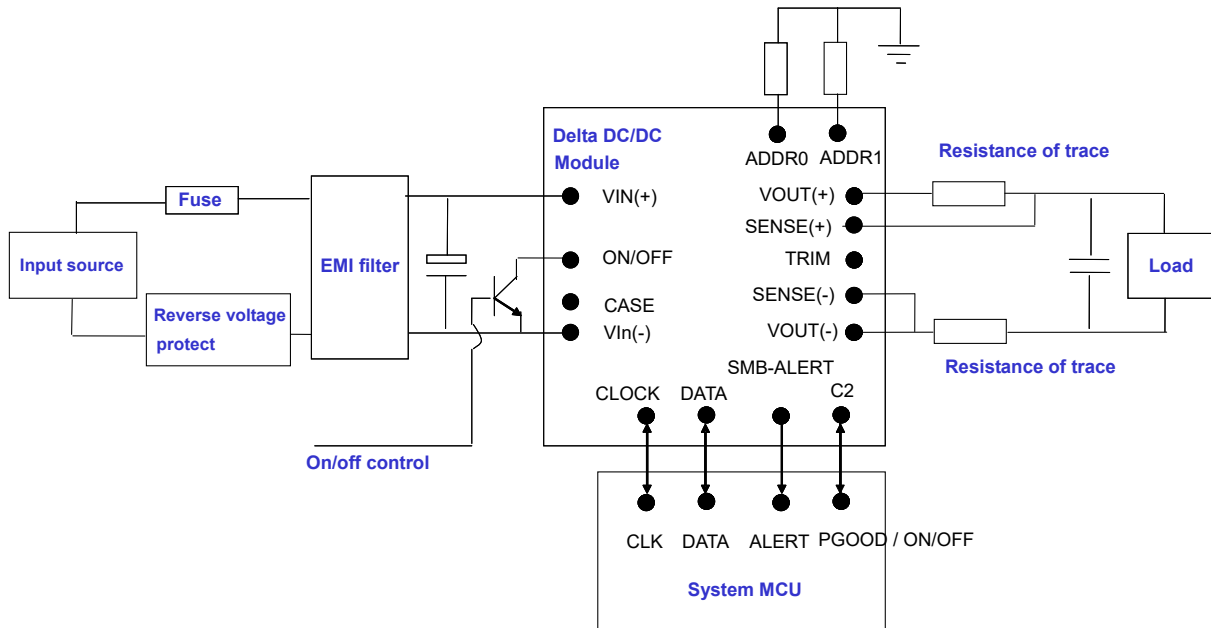 Delta DC/DC
Module
ADDR0
ADDR1
Resistance of trace
Fuse
VIN(+)
VOUT(+)
SENSE(+)
Input source
EMI filter
ON/OFF
TRIM
Load
CASE
SENSE(-)
Reverse voltage
protect
VIn(-)
VOUT(-)
SMB-ALERT
Resistance of trace
CLOCK
DATA
C2
On/off control
CLK
DATA
ALERT
PGOOD / ON/OFF
System MCU